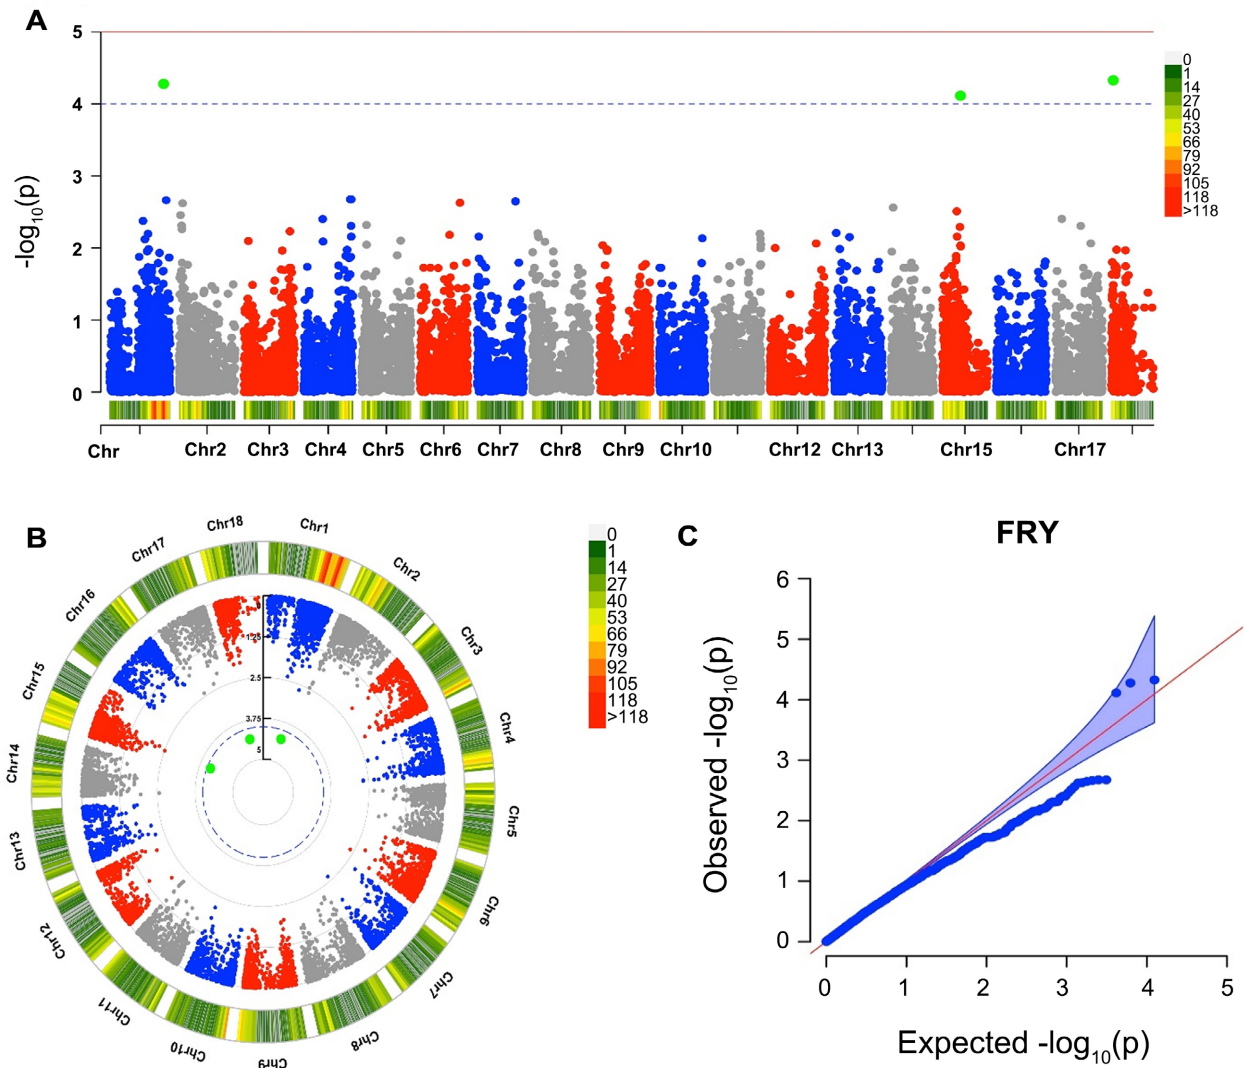 A
5
4
3
2
1
0
-log10(p)
0
1
14
27
40
53
66
79
92
105
118
>118
Chr Chr2 Chr3 Chr4 Chr5 Chr6 Chr7 Chr8 Chr9 Chr10 Chr12 Chr13 Chr15 Chr17
B
Chr1
Chr2
Chr3
Chr4
Chr5
Chr6
Chr7
Chr8
Chr9
Chr10
Chr11
Chr12
Chr13
Chr14
Chr15
Chr16
Chr17
Chr18
0
1.25
2.5
3.75
5
0
1
14
27
40
53
66
79
92
105
118
>118
C
FRY
6
5
4
3
2
1
0
Observed -log10(p)
0 1 2 3 4 5
Expected -log10(p)